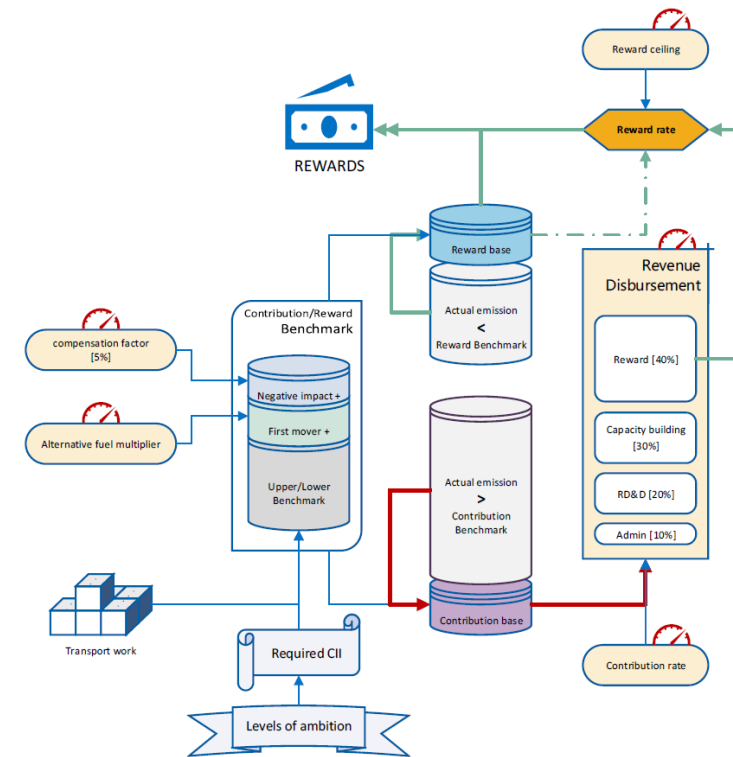 Reward ceiling
Reward rate
REWARDS
Reward base
Actual emission
<
Reward Benchmark
Revenue
Disbursement
Reward [40%]
Capacity building
[30%]
RD&D [20%]
Admin [10%]
Contribution/Reward
Benchmark
compensation factor
[5%]
Negative impact +
Alternative fuel multiplier
First mover +
Upper/Lower
Benchmark
Actual emission
>
Contribution
Benchmark
Contribution base
Transport work
Required CII
Contribution rate
Levels of ambition